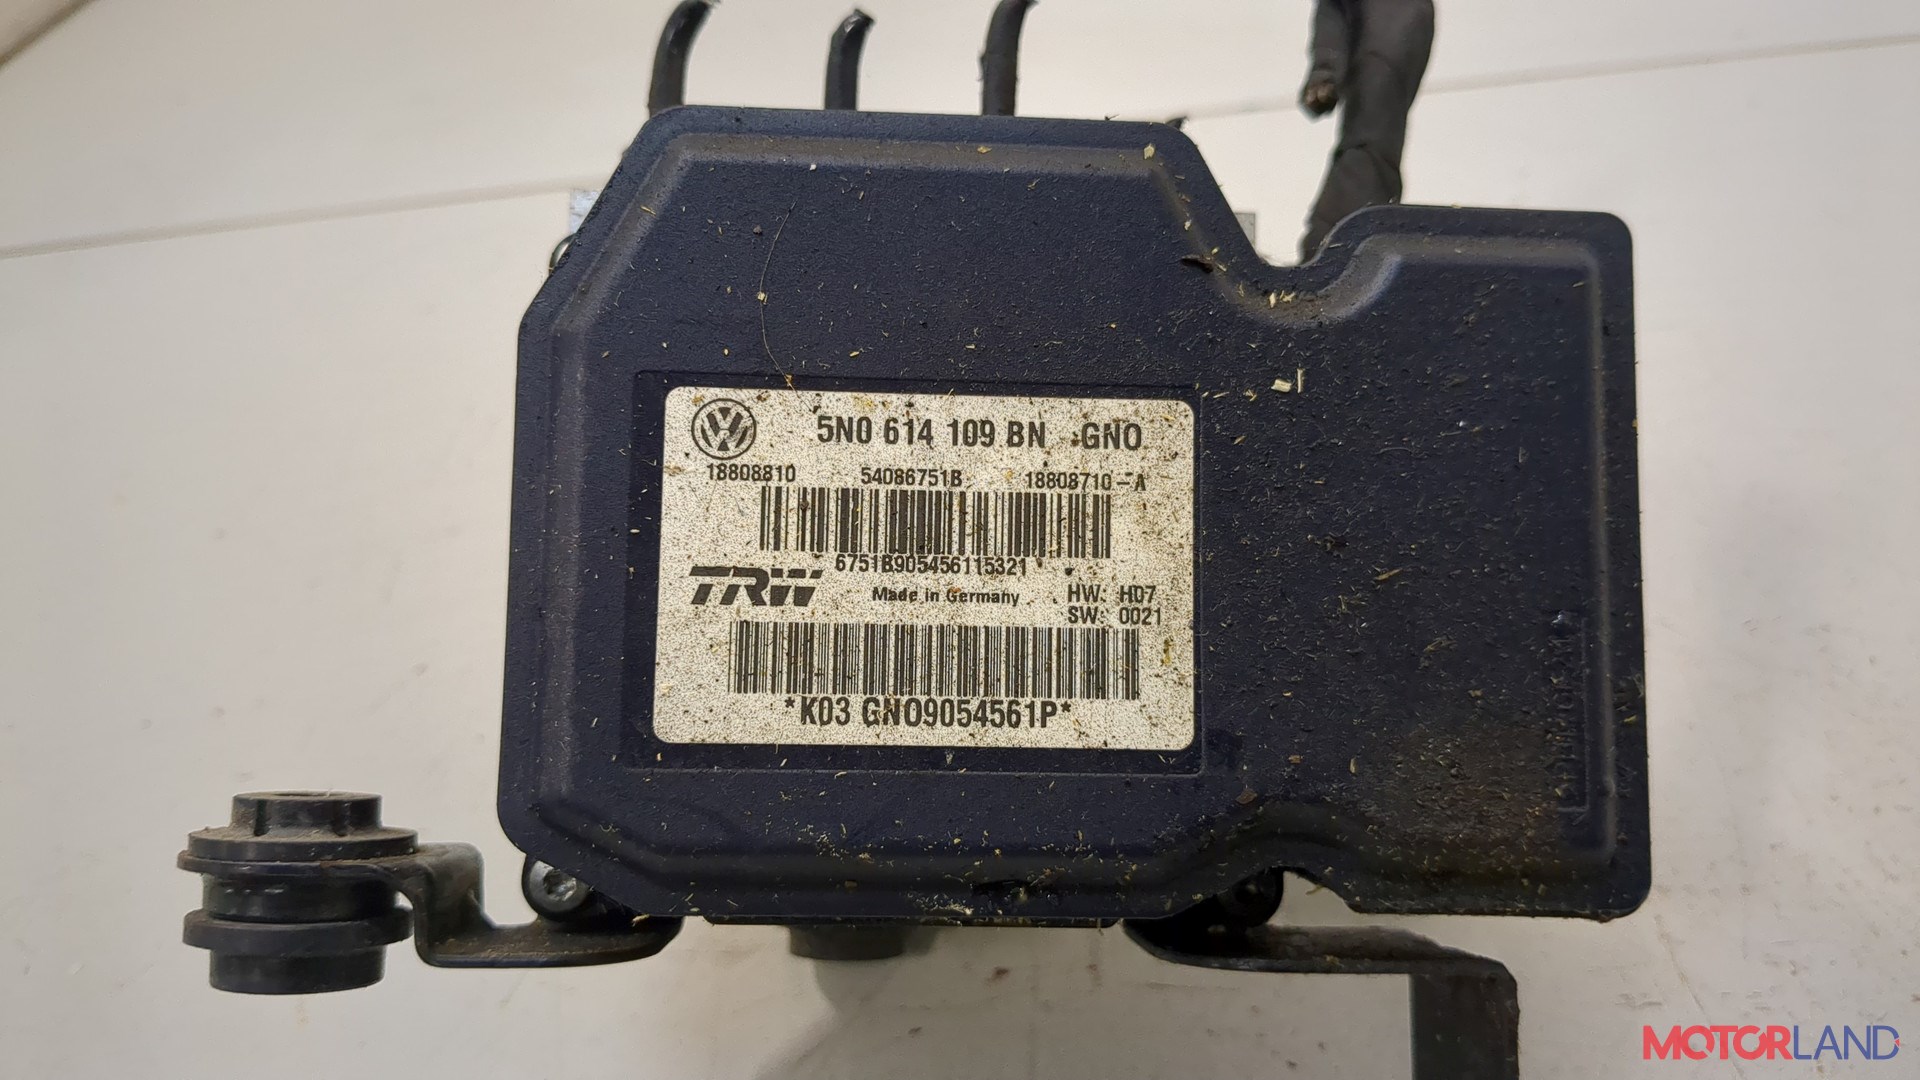 5N0 614 109 BN GNO
18808810 54086751B 18808710-A
6751B905456115321
TRW Made in Germany HW: H07
SW: 0021
*K03 GNO9054561P*
MOTORLAND